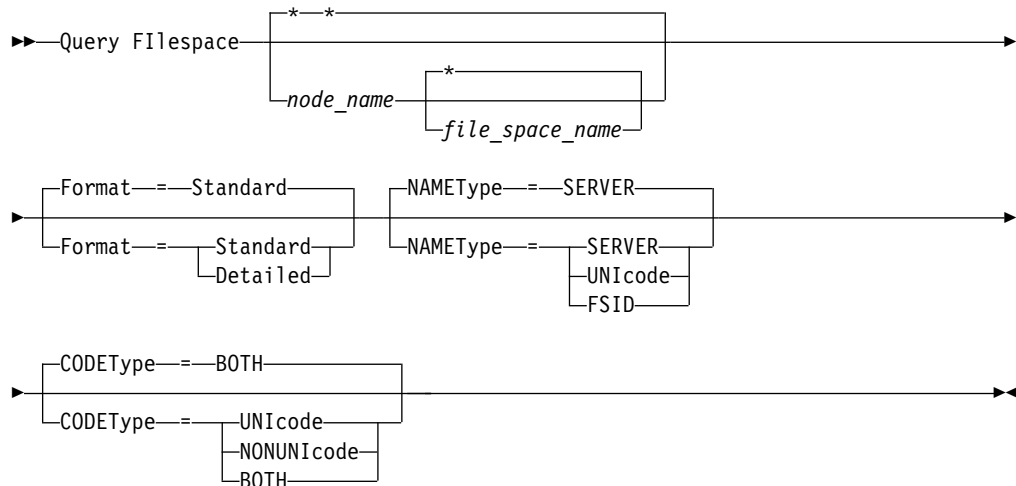 * *
Query FIlespace
*
node_name
file_space_name
Format = Standard NAMEType = SERVER
Format = Standard NAMEType = SERVER
Detailed UNIcode
FSID
CODEType = BOTH
CODEType = UNIcode
NONUNIcode
BOTH